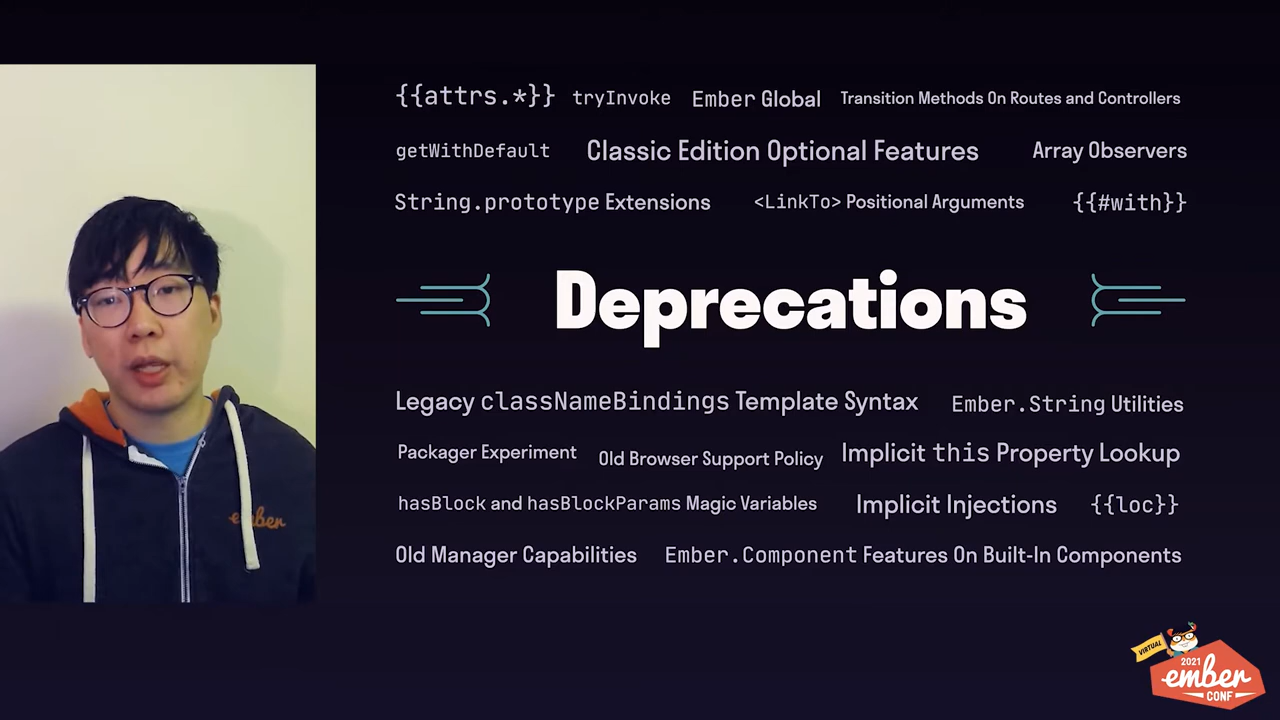 {{attrs.*}} tryInvoke Ember Global Transition Methods On Routes and Controllers
getWithDefault Classic Edition Optional Features Array Observers
String.prototype Extensions <LinkTo> Positional Arguments {{#with}}
Deprecations
Legacy classNameBindings Template Syntax Ember.String Utilities
Packager Experiment Old Browser Support Policy Implicit this Property Lookup
hasBlock and hasBlockParams Magic Variables Implicit Injections {{loc}}
Old Manager Capabilities Ember.Component Features On Built-In Components
ember
VIRTUAL
2021
ember
CONF